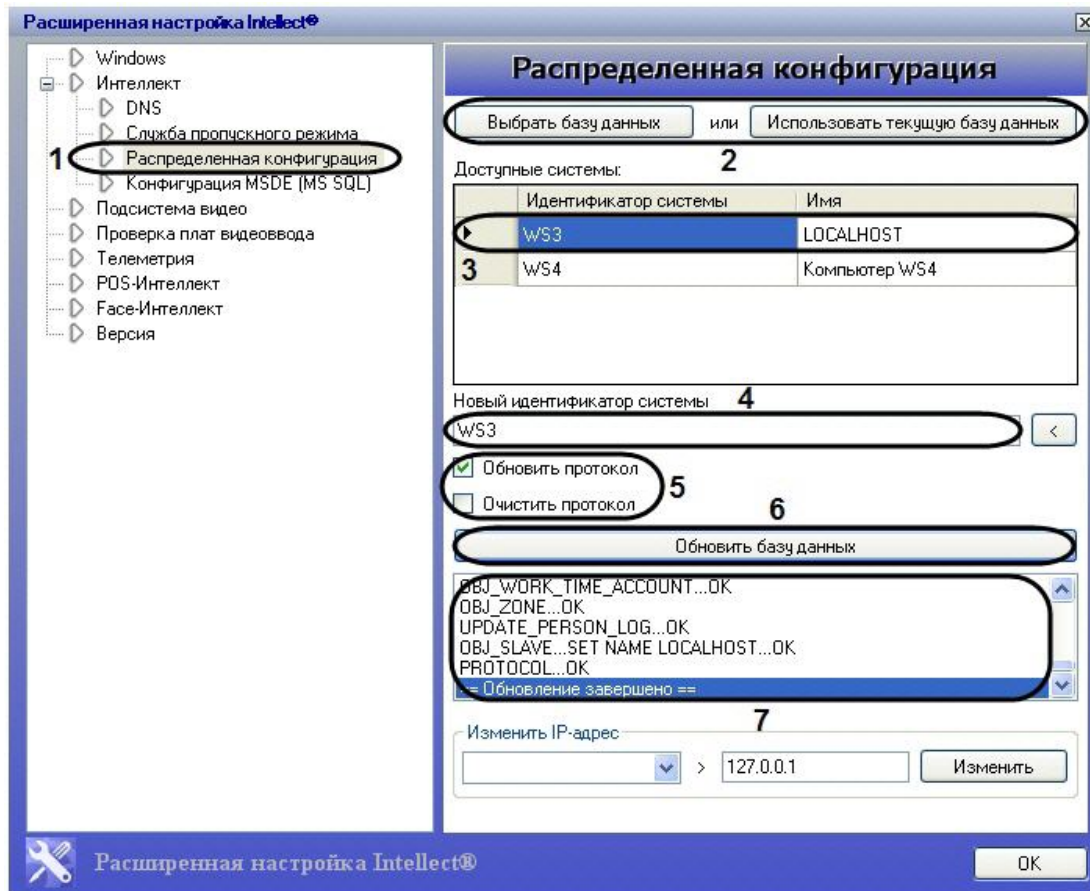 Расширенная настройка Intellect®
Windows
Интеллект
DNS
Служба пропускного режима
1
Распределенная конфигурация
Конфигурация MSDE (MS SQL)
Подсистема видео
Проверка плат видеоввода
Телеметрия
POS-Интеллект
Face-Интеллект
Версия
Распределенная конфигурация
Выбрать базу данных или Использовать текущую базу данных
2
Доступные системы:
Идентификатор системы Имя
WS3 LOCALHOST
3 WS4 Компьютер WS4
Новый идентификатор системы 4
WS3 <
Обновить протокол
5
Очистить протокол
6
Обновить базу данных
OBJ_WORK_TIME_ACCOUNT...OK
OBJ_ZONE...OK
UPDATE_PERSON_LOG...OK
OBJ_SLAVE...SET NAME LOCALHOST...OK
PROTOCOL...OK
== Обновление завершено ==
7
Изменить IP-адрес
> 127.0.0.1 Изменить
Расширенная настройка Intellect®
OK